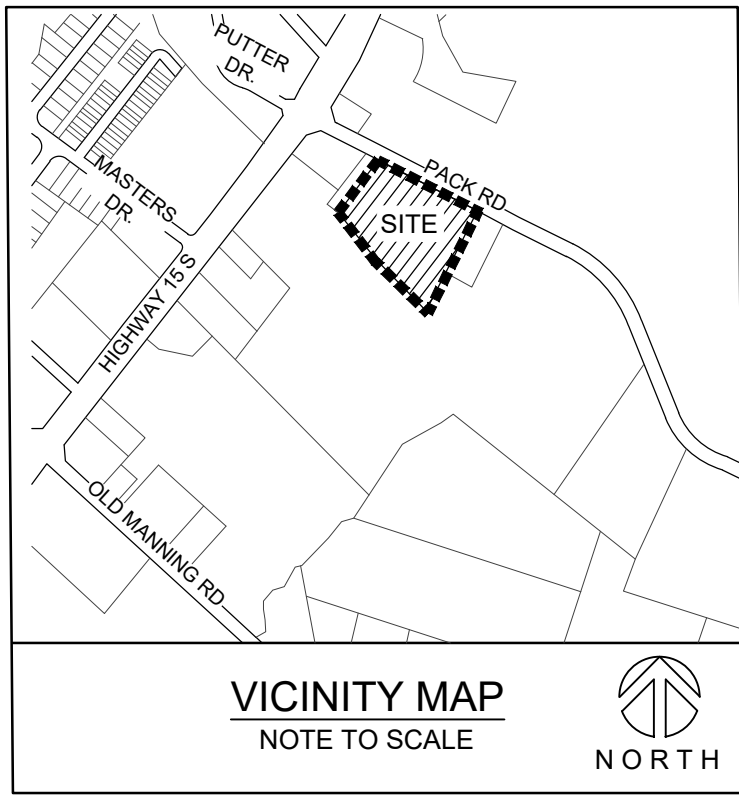 PUTTER
DR.
PACK RD
MASTERS
DR.
SITE
HIGHWAY 15 S
OLD MANNING RD
VICINITY MAP
NOTE TO SCALE
NORTH